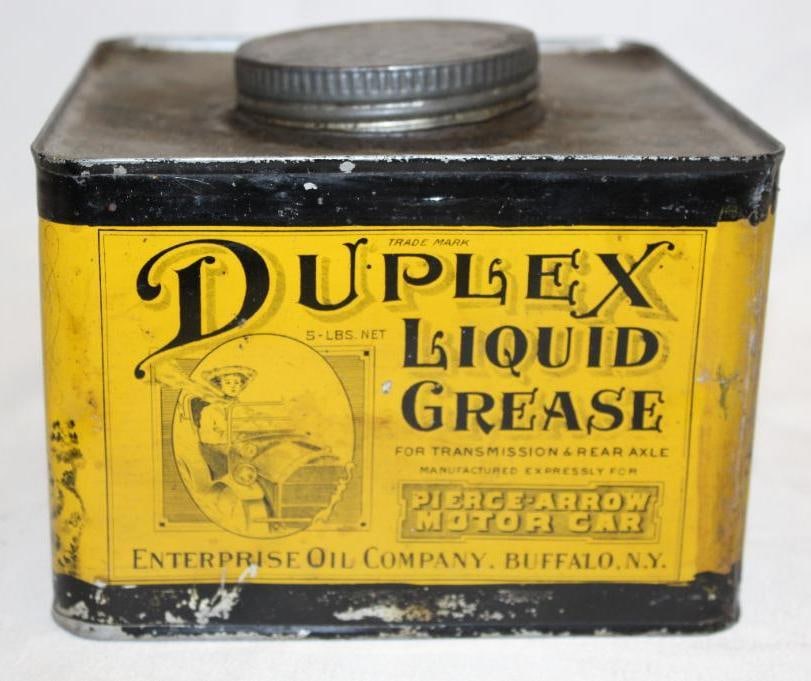 TRADE MARK
DUPLEX
5-LBS. NET
LIQUID
GREASE
FOR TRANSMISSION & REAR AXLE
MANUFACTURED EXPRESSLY FOR
PIERCE-ARROW
MOTOR CAR
ENTERPRISE OIL COMPANY. BUFFALO, N.Y.